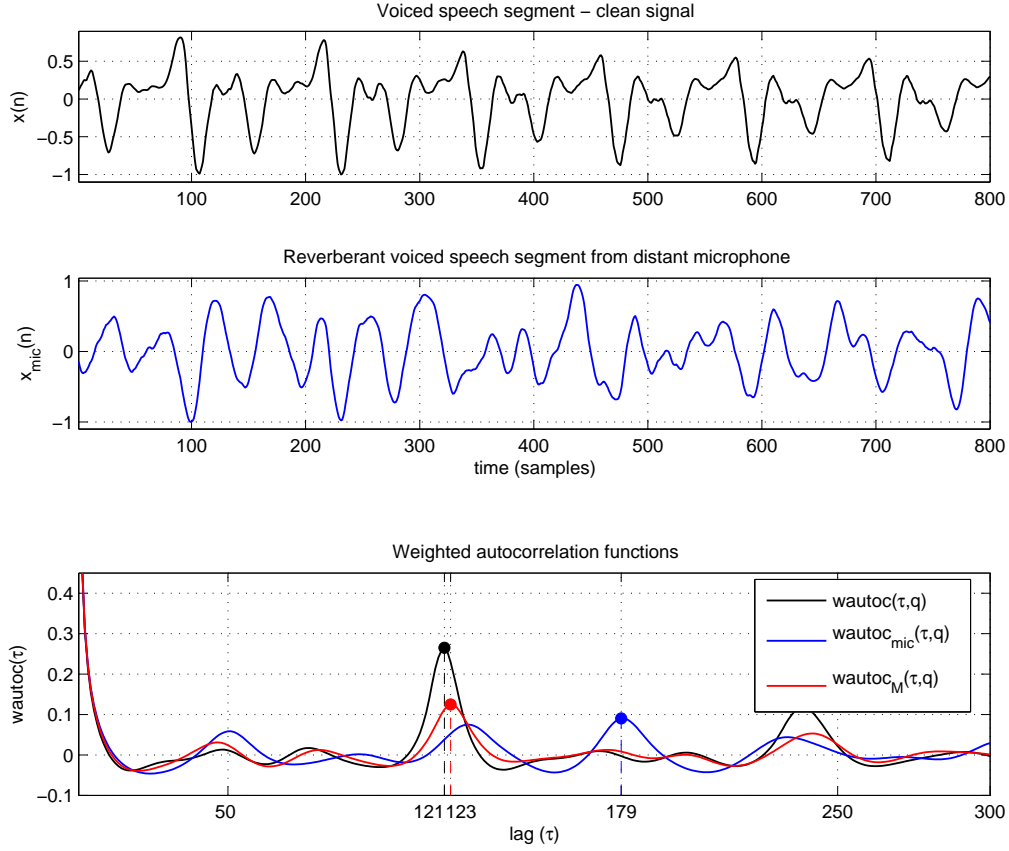 Voiced speech segment – clean signal
x(n)
0.5
0
−0.5
−1
100 200 300 400 500 600 700 800
Reverberant voiced speech segment from distant microphone
x_mic(n)
1
0
−1
100 200 300 400 500 600 700 800
time (samples)
Weighted autocorrelation functions
wautoc(τ)
0.4
0.3
0.2
0.1
0
−0.1
wautoc(τ,q)
wautoc_mic(τ,q)
wautoc_M(τ,q)
50 121 123 179 250 300
lag (τ)